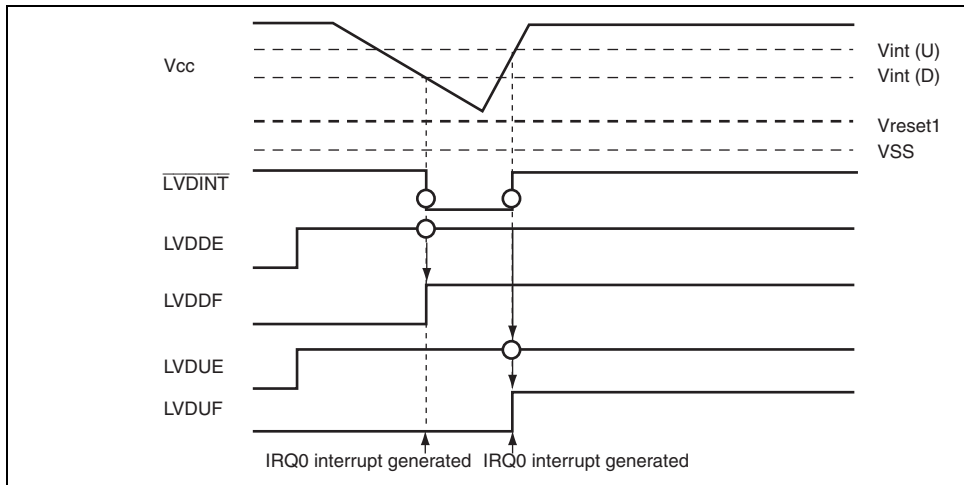 Vcc
Vint (U)
Vint (D)
Vreset1
VSS
LVDINT
LVDDE
LVDDF
LVDUE
LVDUF
IRQ0 interrupt generated IRQ0 interrupt generated